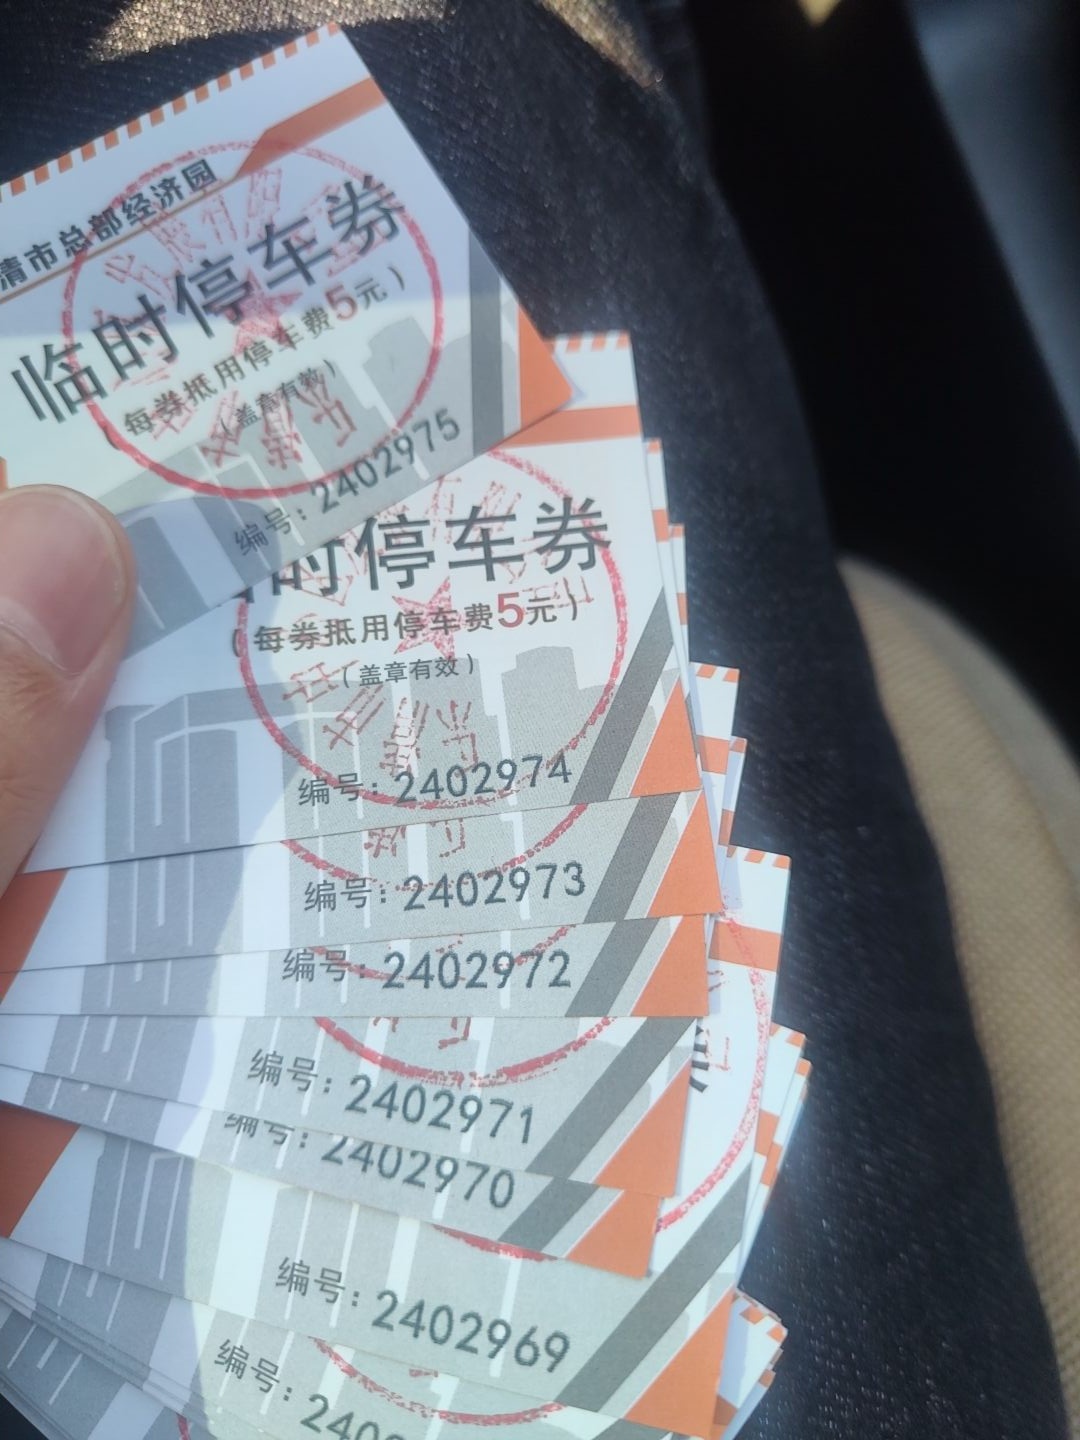 清市总部经济园
临时停车券
（每券抵用停车费5元）
（盖章有效）
编号：2402975
时停车券
（每券抵用停车费5元）
（盖章有效）
编号：2402974
编号：2402973
编号：2402972
编号：2402971
编号：2402970
编号：2402969
编号：240